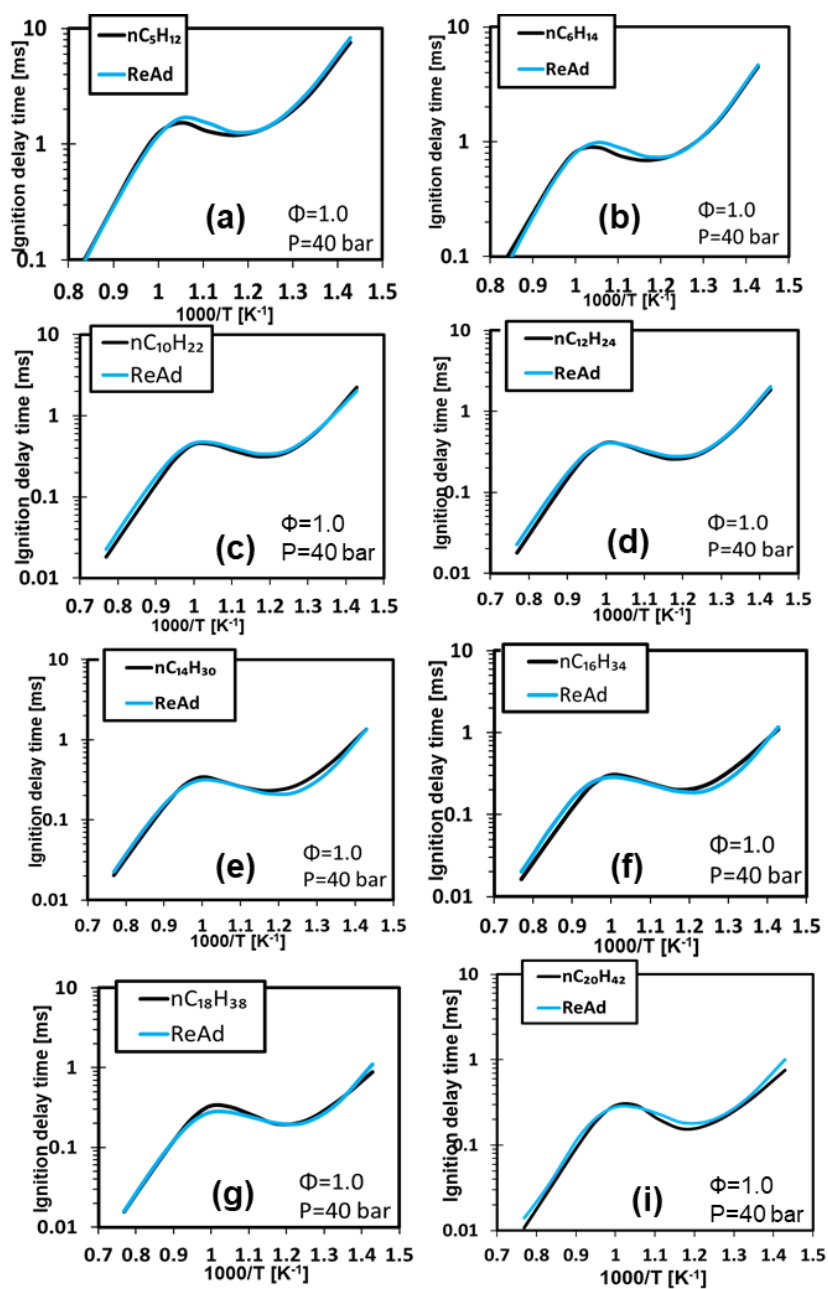 nC₅H₁₂
ReAd
Ignition delay time [ms]
10
1
0.1
(a)
Φ=1.0
P=40 bar
0.8 0.9 1 1.1 1.2 1.3 1.4 1.5
1000/T [K⁻¹]
nC₆H₁₄
ReAd
Ignition delay time [ms]
10
1
0.1
(b)
Φ=1.0
P=40 bar
0.8 0.9 1 1.1 1.2 1.3 1.4 1.5
1000/T [K⁻¹]
nC₁₀H₂₂
ReAd
Ignition delay time [ms]
10
1
0.1
0.01
(c)
Φ=1.0
P=40 bar
0.7 0.8 0.9 1 1.1 1.2 1.3 1.4 1.5
1000/T [K⁻¹]
nC₁₂H₂₄
ReAd
Ignition delay time [ms]
10
1
0.1
0.01
(d)
Φ=1.0
P=40 bar
0.7 0.8 0.9 1 1.1 1.2 1.3 1.4 1.5
1000/T [K⁻¹]
nC₁₄H₃₀
ReAd
Ignition delay time [ms]
10
1
0.1
0.01
(e)
Φ=1.0
P=40 bar
0.7 0.8 0.9 1 1.1 1.2 1.3 1.4 1.5
1000/T [K⁻¹]
nC₁₆H₃₄
ReAd
Ignition delay time [ms]
10
1
0.1
0.01
(f)
Φ=1.0
P=40 bar
0.7 0.8 0.9 1 1.1 1.2 1.3 1.4 1.5
1000/T [K⁻¹]
nC₁₈H₃₈
ReAd
Ignition delay time [ms]
10
1
0.1
0.01
(g)
Φ=1.0
P=40 bar
0.7 0.8 0.9 1 1.1 1.2 1.3 1.4 1.5
1000/T [K⁻¹]
nC₂₀H₄₂
ReAd
Ignition delay time [ms]
10
1
0.1
0.01
(i)
Φ=1.0
P=40 bar
0.7 0.8 0.9 1 1.1 1.2 1.3 1.4 1.5
1000/T [K⁻¹]